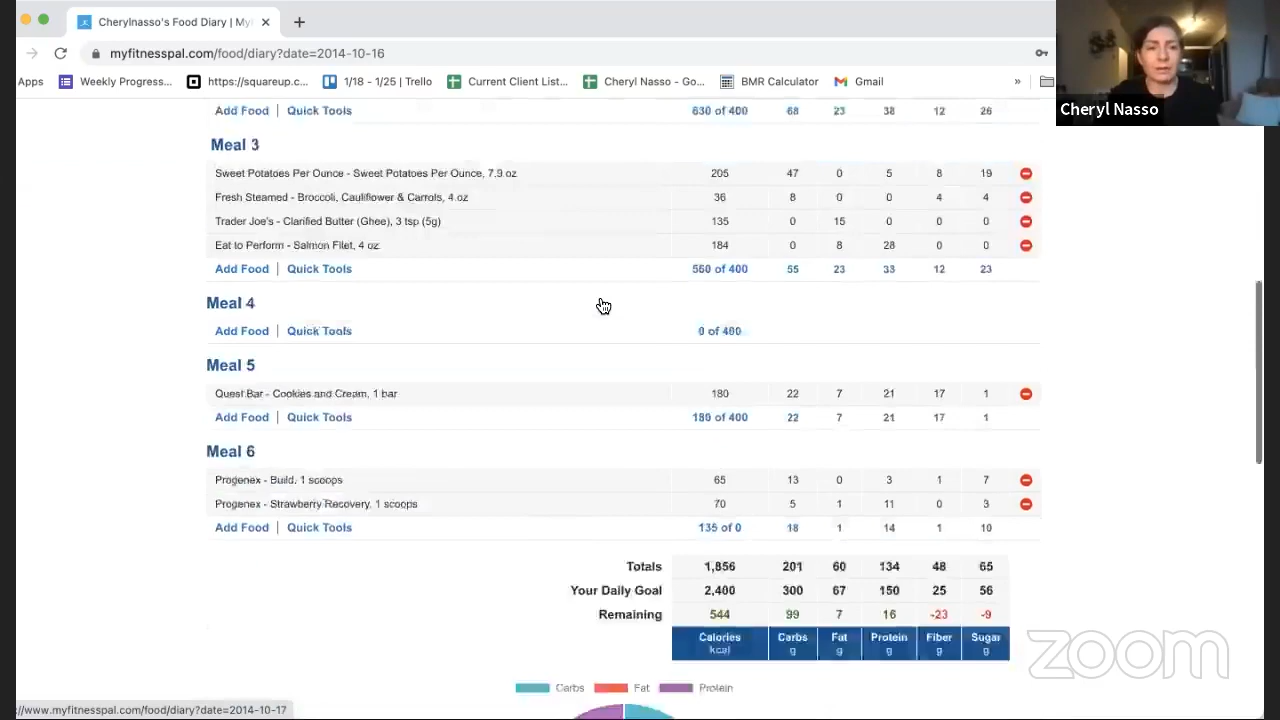 Cherylnasso's Food Diary | My
myfitnesspal.com/food/diary?date=2014-10-16
Apps Weekly Progress... https://squareup.c... 1/18 - 1/25 | Trello Current Client List... Cheryl Nasso - Go... BMR Calculator Gmail »
Cheryl Nasso
Add Food | Quick Tools 630 of 400 68 23 38 12 26
Meal 3
Sweet Potatoes Per Ounce - Sweet Potatoes Per Ounce, 7.9 oz 205 47 0 5 8 19
Fresh Steamed - Broccoli, Cauliflower & Carrots, 4 oz 36 8 0 0 4 4
Trader Joe's - Clarified Butter (Ghee), 3 tsp (5g) 135 0 15 0 0 0
Eat to Perform - Salmon Filet, 4 oz 184 0 8 28 0 0
Add Food | Quick Tools 560 of 400 55 23 33 12 23
Meal 4
Add Food | Quick Tools 0 of 400
Meal 5
Quest Bar - Cookies and Cream, 1 bar 180 22 7 21 17 1
Add Food | Quick Tools 180 of 400 22 7 21 17 1
Meal 6
Progenex - Build, 1 scoops 65 13 0 3 1 7
Progenex - Strawberry Recovery, 1 scoops 70 5 1 11 0 3
Add Food | Quick Tools 135 of 0 18 1 14 1 10
Totals 1,856 201 60 134 48 65
Your Daily Goal 2,400 300 67 150 25 56
Remaining 544 99 7 16 -23 -9
Calories Carbs Fat Protein Fiber Sugar
kcal g g g g g
zoom
Carbs Fat Protein
://www.myfitnesspal.com/food/diary?date=2014-10-17